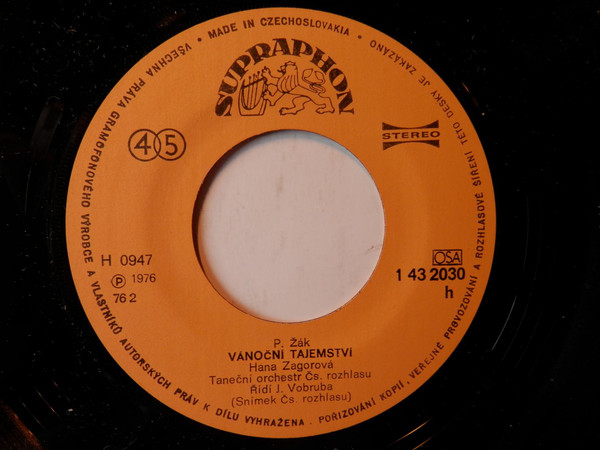 • MADE IN CZECHOSLOVAKIA •
VŠECHNA PRÁVA GRAMOFONOVÉHO VÝROBCE A VLASTNÍKŮ AUTORSKÝCH PRÁV K DÍLU VYHRAŽENA • POŘIZOVÁNÍ KOPIÍ, VEŘEJNÉ PROVOZOVÁNÍ A ROZHLASOVÉ ŠÍŘENÍ TÉTO DESKY JE ZAKÁZÁNO
SUPRAPHON
45
STEREO
H 0947
℗ 1976
76 2
OSA
1 43 2030
h
P. Žák
VÁNOČNÍ TAJEMSTVÍ
Hana Zagorová
Taneční orchestr Čs. rozhlasu
Řídí J. Vobruba
(Snímek Čs. rozhlasu)